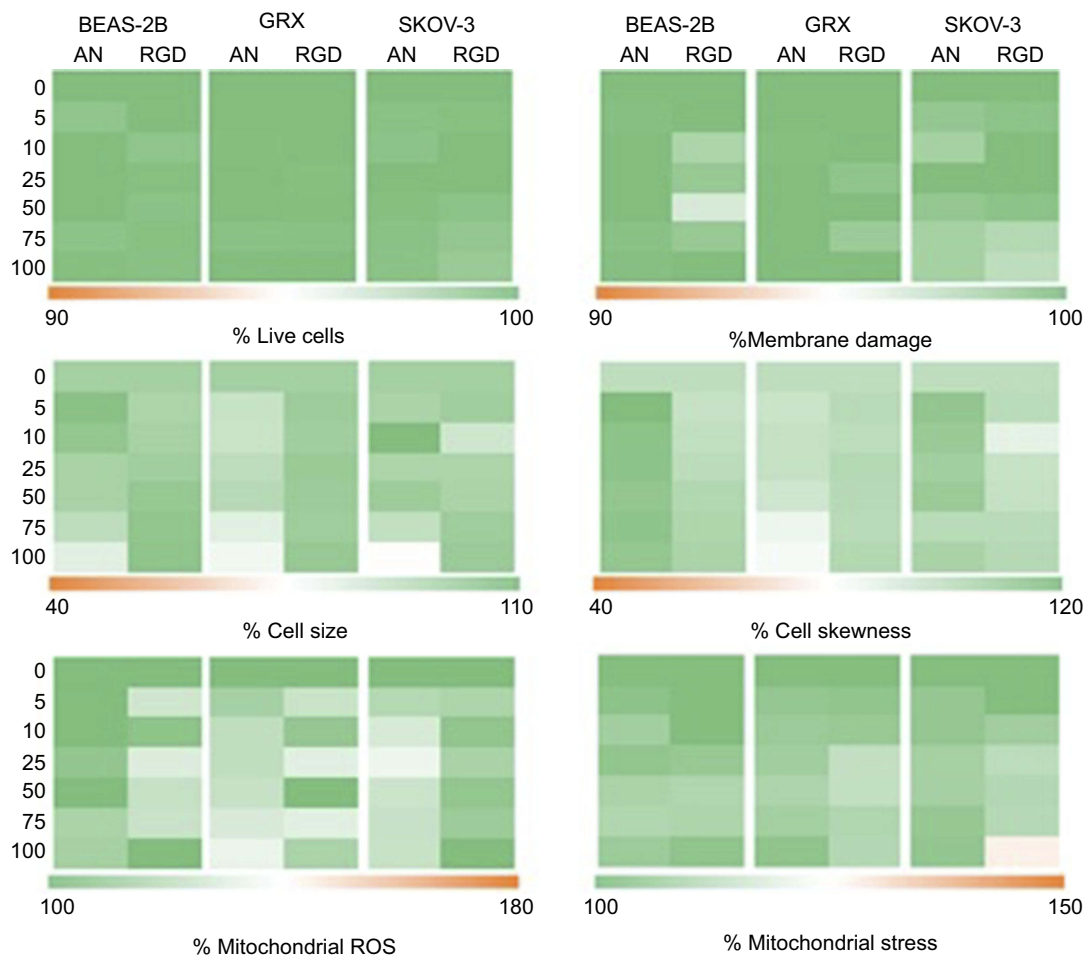 BEAS-2B GRX SKOV-3 BEAS-2B GRX SKOV-3
AN RGD AN RGD AN RGD AN RGD AN RGD AN RGD
0
5
10
25
50
75
100
90 100 90 100
% Live cells %Membrane damage
0
5
10
25
50
75
100
40 110 40 120
% Cell size % Cell skewness
0
5
10
25
50
75
100
100 180 100 150
% Mitochondrial ROS % Mitochondrial stress